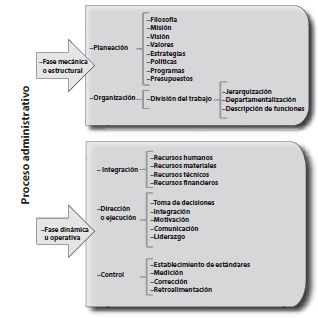 Proceso administrativo
–Fase mecánica
o estructural
–Planeación
–Filosofía
–Misión
–Visión
–Valores
–Estrategias
–Políticas
–Programas
–Presupuestos
–Organización
–División del trabajo
–Jerarquización
–Departamentalización
–Descripción de funciones
–Fase dinámica
u operativa
– Integración
–Recursos humanos
–Recursos materiales
–Recursos técnicos
–Recursos financieros
–Dirección
o ejecución
–Toma de decisiones
–Integración
–Motivación
–Comunicación
–Liderazgo
–Control
–Establecimiento de estándares
–Medición
–Corrección
–Retroalimentación